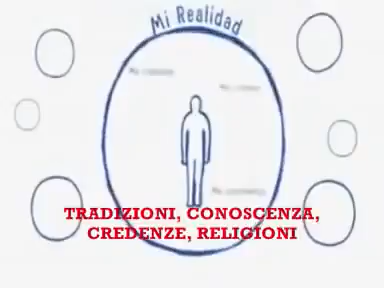 Mi Realidad
TRADIZIONI, CONOSCENZA,
CREDENZE, RELIGIONI